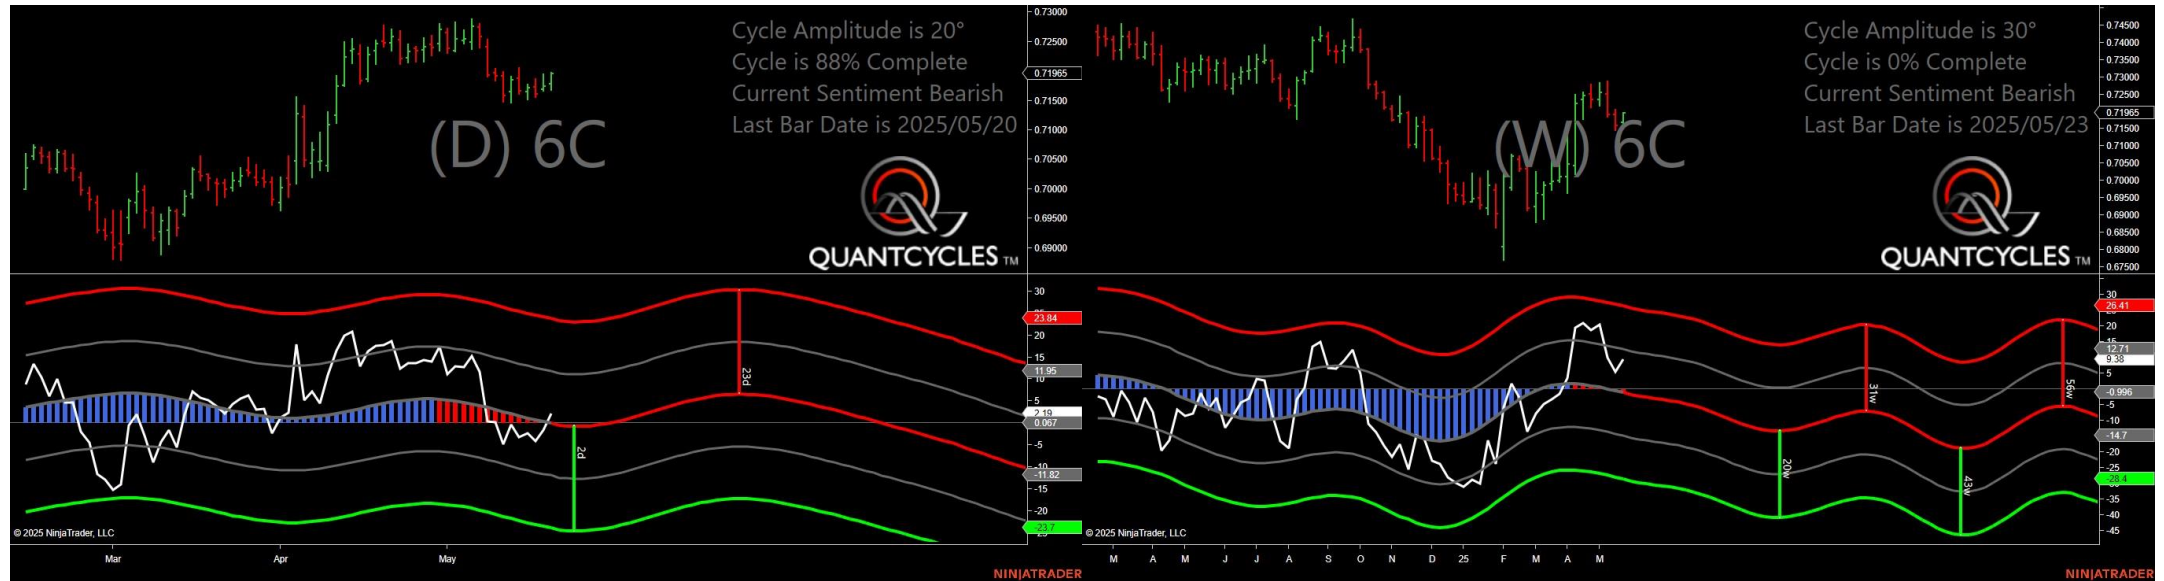 Cycle Amplitude is 20°
Cycle is 88% Complete
Current Sentiment Bearish
Last Bar Date is 2025/05/20
(D) 6C
QUANTCYCLES TM
0.73000
0.72500
0.71965
0.71500
0.71000
0.70500
0.70000
0.69500
0.69000
30
23.84
20
15
11.95
10
5
2.19
0.067
-5
-10
-11.82
-15
-20
-23.7
23d
2d
© 2025 NinjaTrader, LLC
Mar Apr May
NINJATRADER
Cycle Amplitude is 30°
Cycle is 0% Complete
Current Sentiment Bearish
Last Bar Date is 2025/05/23
(W) 6C
QUANTCYCLES TM
0.74500
0.74000
0.73500
0.73000
0.72500
0.71965
0.71500
0.71000
0.70500
0.70000
0.69500
0.69000
0.68500
0.68000
0.67500
30
26.41
20
15
12.71
9.38
5
-0.996
-5
-10
-14.7
-20
-25
-28.4
-35
-40
-45
31w
56w
20w
43w
© 2025 NinjaTrader, LLC
M A M J J A S O N D 25 F M A M
NINJATRADER